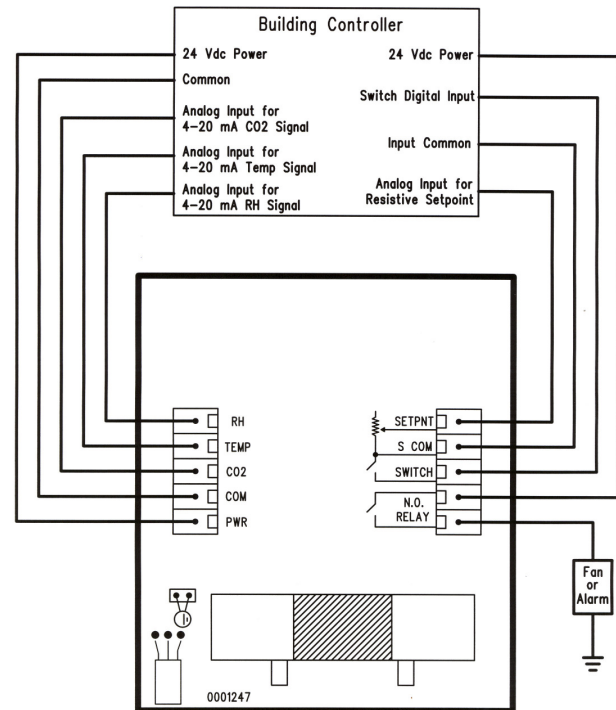 Building Controller
24 Vdc Power
Common
Analog Input for
4-20 mA CO2 Signal
Analog Input for
4-20 mA Temp Signal
Analog Input for
4-20 mA RH Signal
24 Vdc Power
Switch Digital Input
Input Common
Analog Input for
Resistive Setpoint
RH
TEMP
CO2
COM
PWR
SETPNT
S COM
SWITCH
N.O.
RELAY
Fan
or
Alarm
0001247